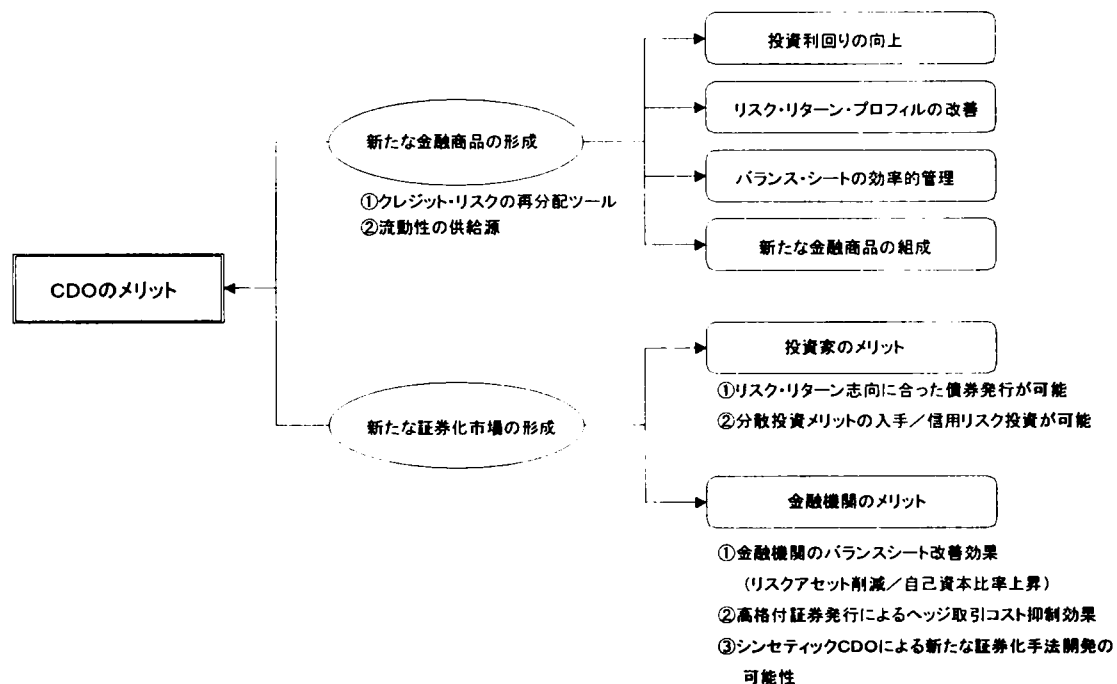 CDOのメリット
新たな金融商品の形成
①クレジット・リスクの再分配ツール
②流動性の供給源
投資利回りの向上
リスク・リターン・プロフィルの改善
バランス・シートの効率的管理
新たな金融商品の組成
新たな証券化市場の形成
投資家のメリット
①リスク・リターン志向に合った債券発行が可能
②分散投資メリットの入手／信用リスク投資が可能
金融機関のメリット
①金融機関のバランスシート改善効果
（リスクアセット削減／自己資本比率上昇）
②高格付証券発行によるヘッジ取引コスト抑制効果
③シンセティックCDOによる新たな証券化手法開発の
可能性